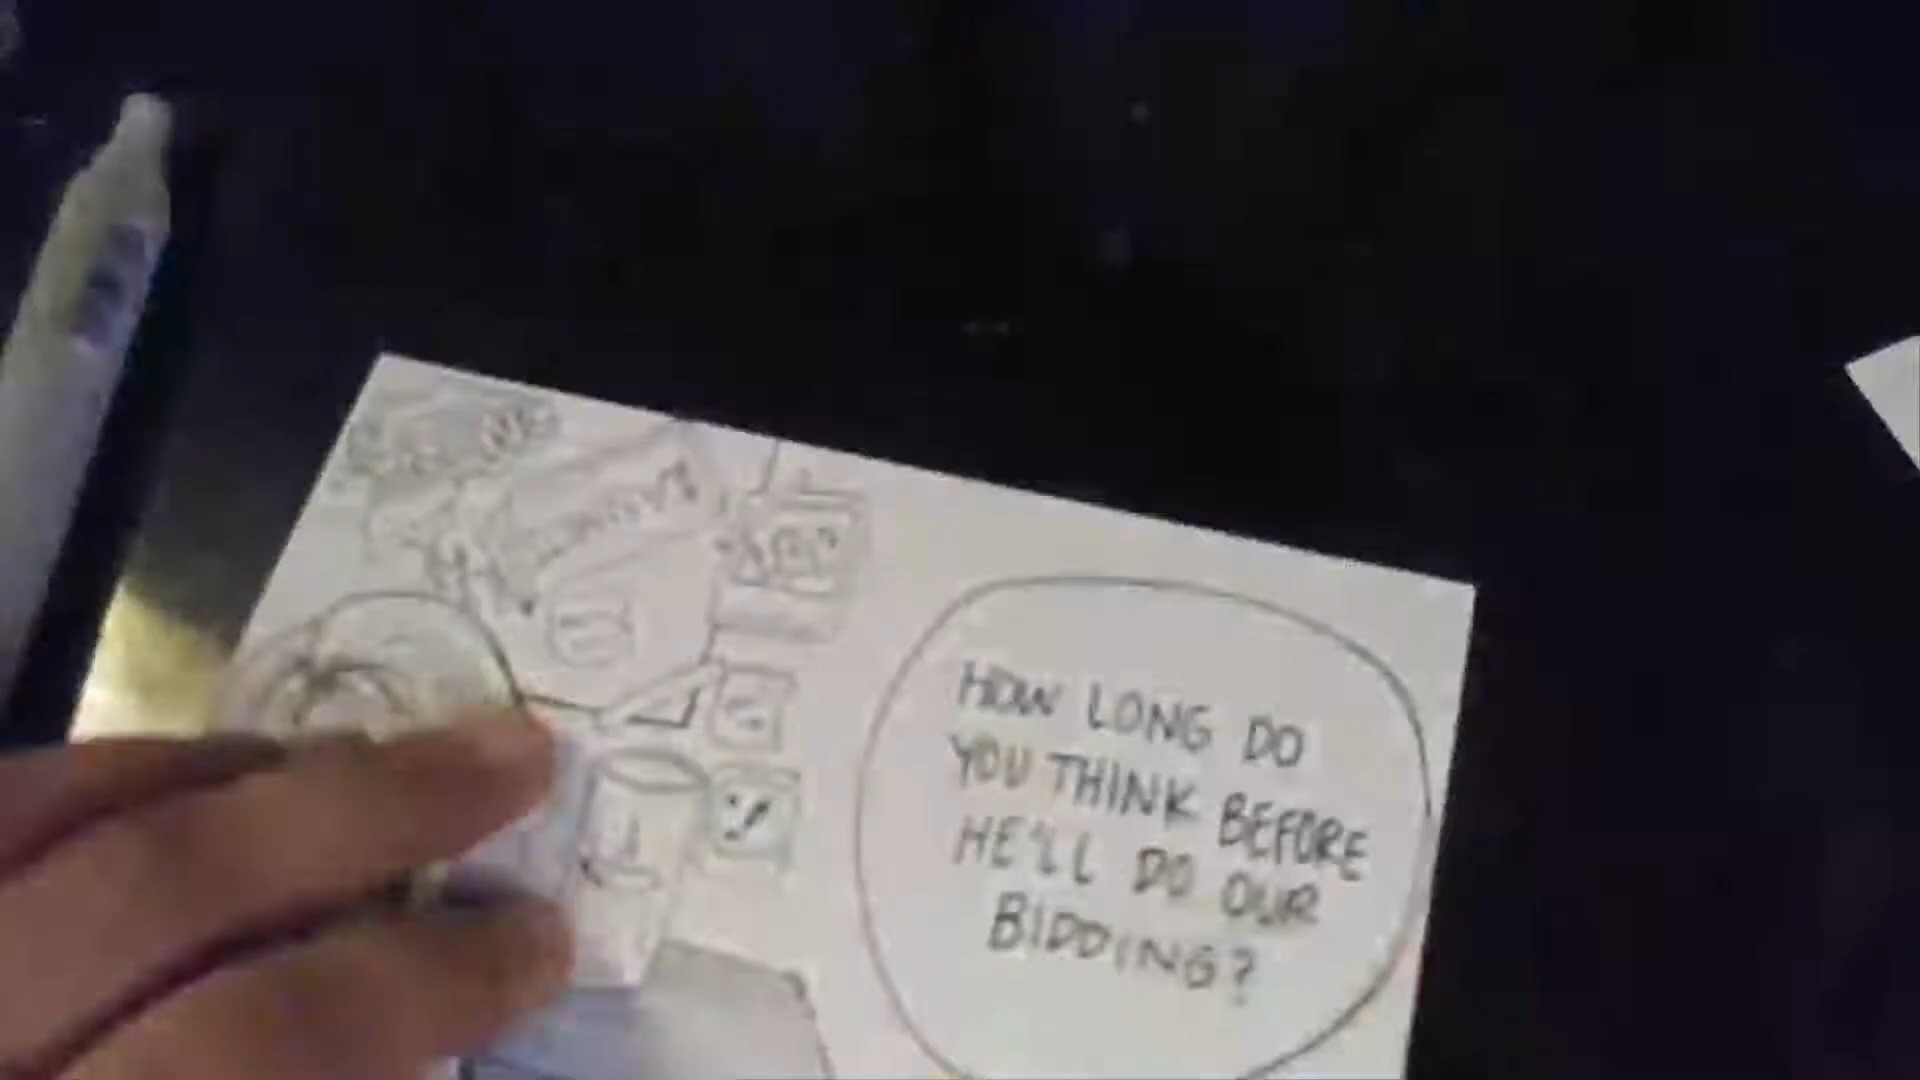 HOW LONG DO
YOU THINK BEFORE
HE'LL DO OUR
BIDDING?